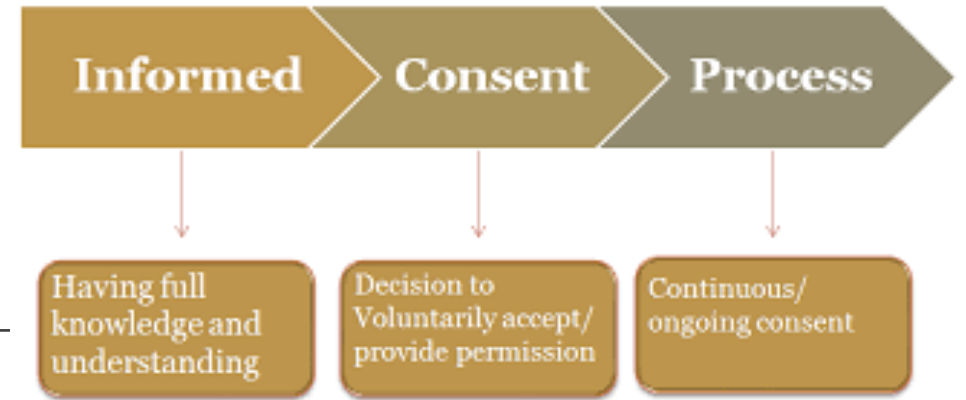 Informed Consent Process
Having full
knowledge and
understanding
Decision to
Voluntarily accept/
provide permission
Continuous/
ongoing consent